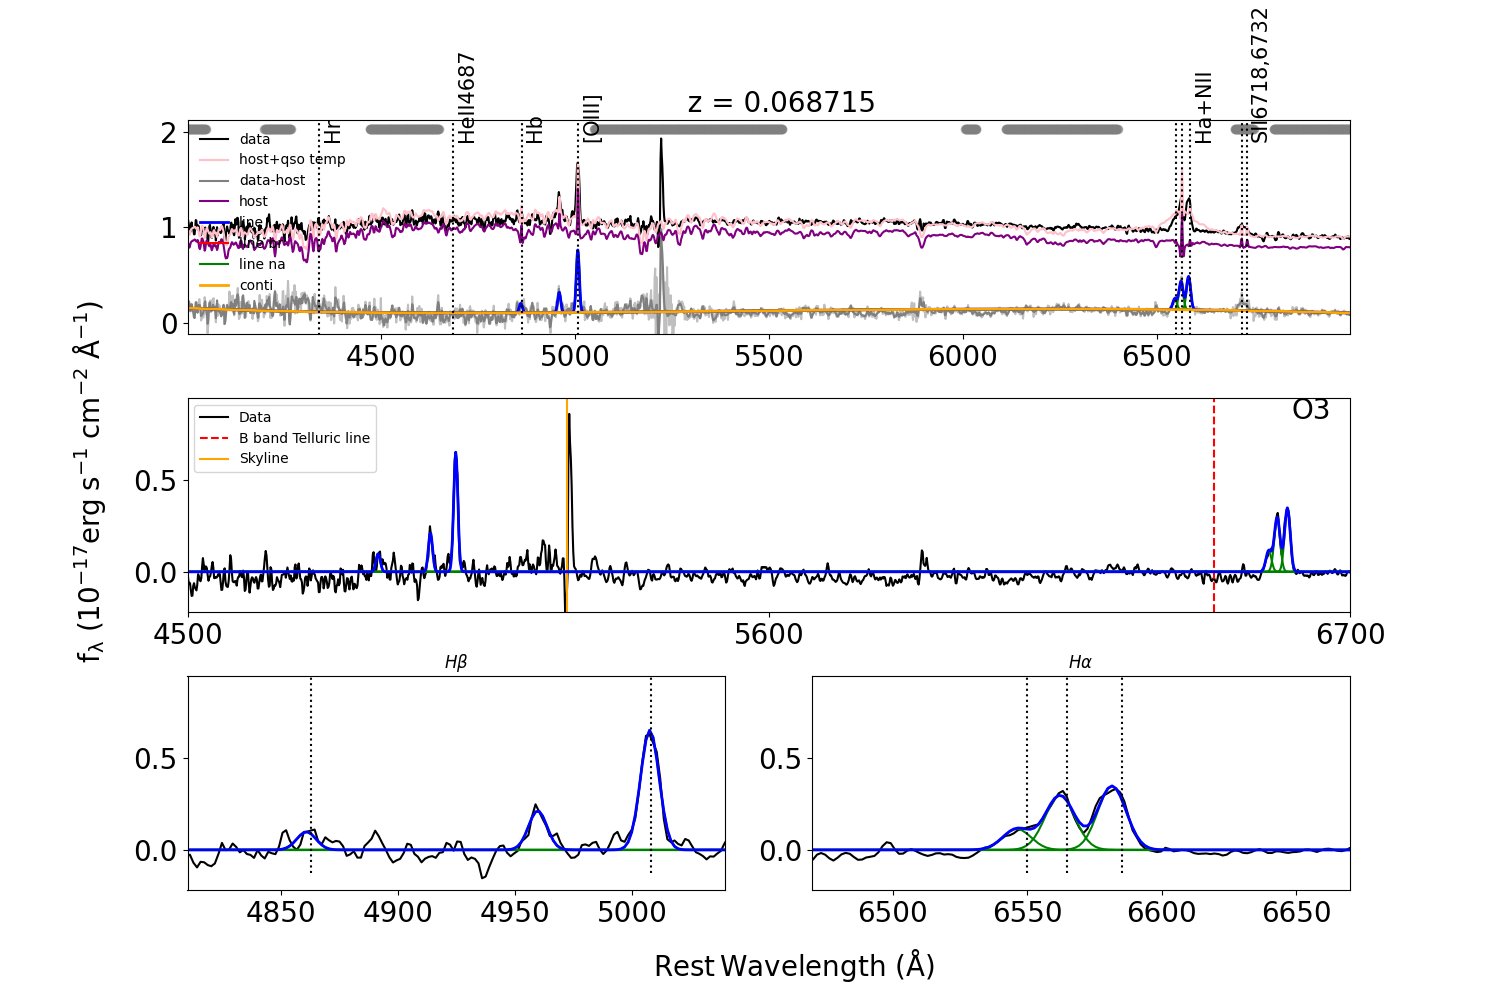 z = 0.068715
Hr
HeII4687
Hb
[OIII]
Ha+NII
SII6718,6732
data
host+qso temp
data-host
host
line
line br
line na
conti
2
1
0
4500
5000
5500
6000
6500
O3
Data
B band Telluric line
Skyline
0.5
0.0
4500
5600
6700
fλ (10−17erg s−1 cm−2 Å−1)
Hβ
0.5
0.0
4850
4900
4950
5000
Hα
0.5
0.0
6500
6550
6600
6650
Rest Wavelength (Å)